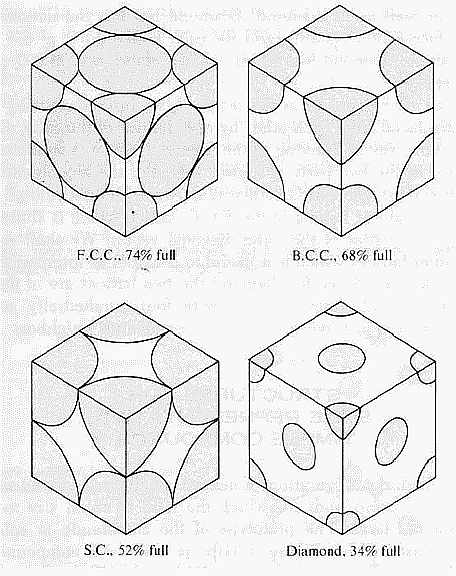 F.C.C., 74% full
B.C.C., 68% full
S.C., 52% full
Diamond, 34% full